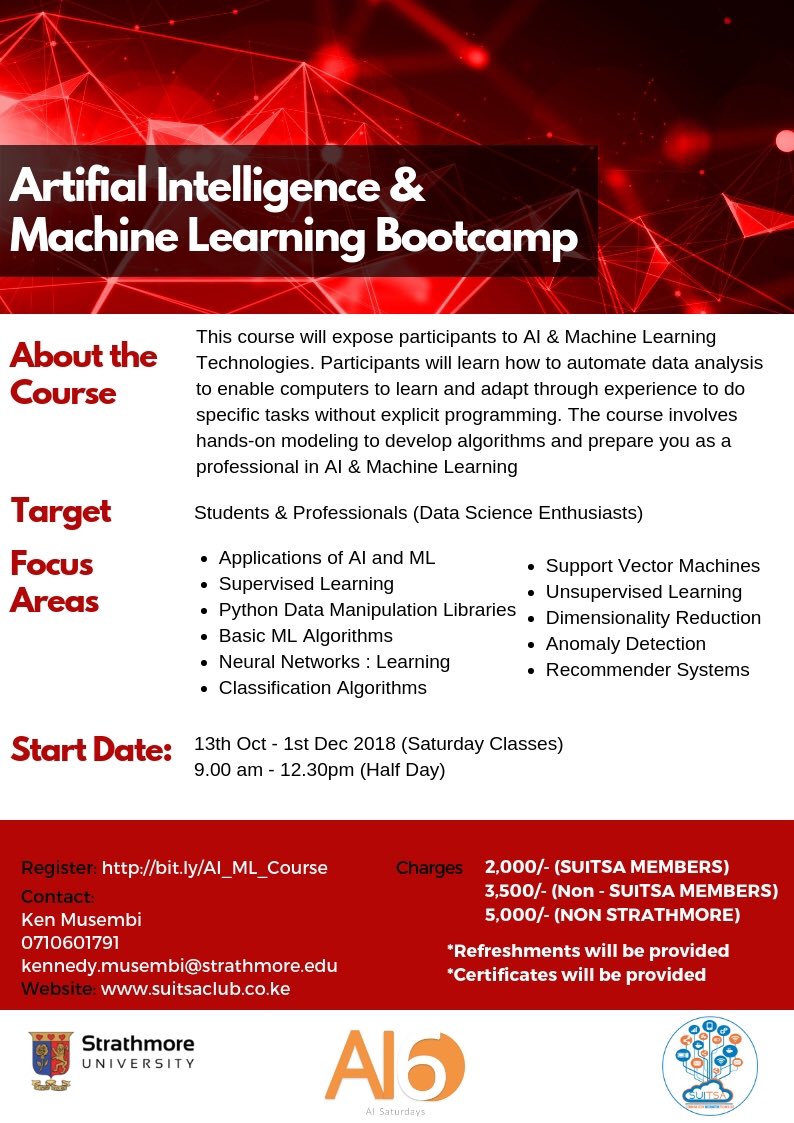 Artifial Intelligence &
Machine Learning Bootcamp
About the
Course
This course will expose participants to AI & Machine Learning
Technologies. Participants will learn how to automate data analysis
to enable computers to learn and adapt through experience to do
specific tasks without explicit programming. The course involves
hands-on modeling to develop algorithms and prepare you as a
professional in AI & Machine Learning
Target
Students & Professionals (Data Science Enthusiasts)
Focus
Areas
• Applications of AI and ML
• Supervised Learning
• Python Data Manipulation Libraries
• Basic ML Algorithms
• Neural Networks : Learning
• Classification Algorithms
• Support Vector Machines
• Unsupervised Learning
• Dimensionality Reduction
• Anomaly Detection
• Recommender Systems
Start Date:
13th Oct - 1st Dec 2018 (Saturday Classes)
9.00 am - 12.30pm (Half Day)
Register: http://bit.ly/AI_ML_Course
Contact:
Ken Musembi
0710601791
kennedy.musembi@strathmore.edu
Website: www.suitsaclub.co.ke
Charges
2,000/- (SUITSA MEMBERS)
3,500/- (Non - SUITSA MEMBERS)
5,000/- (NON STRATHMORE)
*Refreshments will be provided
*Certificates will be provided
Strathmore
UNIVERSITY
AI6
AI Saturdays
SUITSA